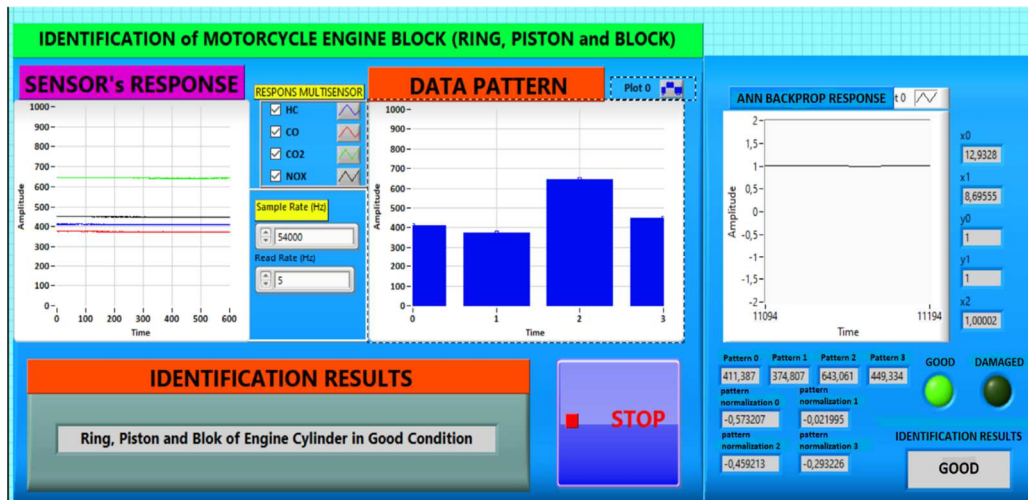 IDENTIFICATION of MOTORCYCLE ENGINE BLOCK (RING, PISTON and BLOCK)
SENSOR's RESPONSE
1000
900
800
700
600
500
400
300
200
100
0
Amplitude
0 100 200 300 400 500 600
Time
RESPONS MULTISENSOR
HC
CO
CO2
NOX
Sample Rate (Hz)
54000
Read Rate (Hz)
5
DATA PATTERN
Plot 0
1000
900
800
700
600
500
400
300
200
100
0
Amplitude
0 1 2 3
Time
IDENTIFICATION RESULTS
Ring, Piston and Blok of Engine Cylinder in Good Condition
STOP
ANN BACKPROP RESPONSE
t 0
2
1,5
1
0,5
0
-0,5
-1
-1,5
-2
Amplitude
11094 11194
Time
x0
12,9328
x1
8,69555
y0
1
y1
1
x2
1,00002
Pattern 0 Pattern 1 Pattern 2 Pattern 3
411,387 374,807 643,061 449,334
pattern normalization 0
-0,573207
pattern normalization 1
-0,021995
pattern normalization 2
-0,459213
pattern normalization 3
-0,293226
GOOD DAMAGED
IDENTIFICATION RESULTS
GOOD